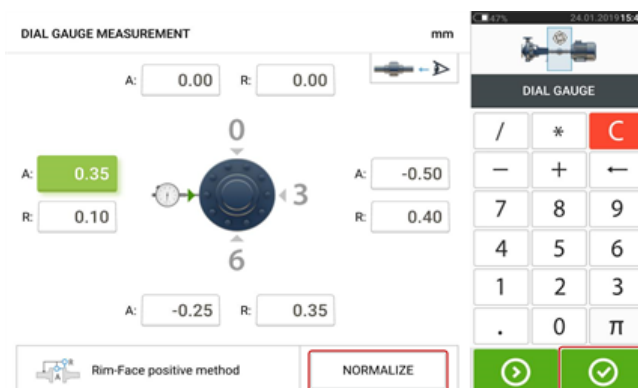 DIAL GAUGE MEASUREMENT
mm
47%
24.01.2019 15:4
A: 0.00 R: 0.00
0
A: 0.35
R: 0.10
3
A: -0.50
R: 0.40
6
A: -0.25 R: 0.35
A
R
Rim-Face positive method
NORMALIZE
DIAL GAUGE
/ * C
− + ←
7 8 9
4 5 6
1 2 3
. 0 π